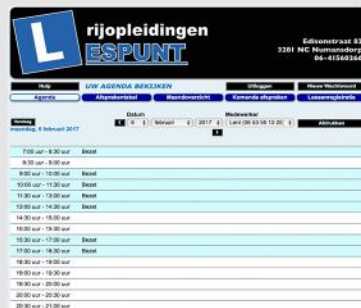 L
rijopleidingen
ESPUNT
Edisonstraat 83
3281 NC Numansdorp
Hulp
UW AGENDA BEKIJKEN
Uitloggen
Nieuw Wachtwoord
Agenda
Afsprakentabel
Maandoverzicht
Komende afspraken
Lessenregistratie
Datum
Medewerker
Vandaag
6 februari 2017
Afdrukken
maandag, 6 februari 2017
7:00 uur - 8:30 uur Bezet
8:30 uur - 9:00 uur
9:00 uur - 10:00 uur Bezet
10:00 uur - 11:30 uur Bezet
11:30 uur - 13:00 uur Bezet
13:00 uur - 14:30 uur Bezet
14:30 uur - 15:00 uur
15:00 uur - 15:30 uur
15:30 uur - 17:00 uur Bezet
17:00 uur - 18:30 uur Bezet
18:30 uur - 19:00 uur
19:00 uur - 19:30 uur
19:30 uur - 20:00 uur
20:00 uur - 20:30 uur
20:30 uur - 21:00 uur